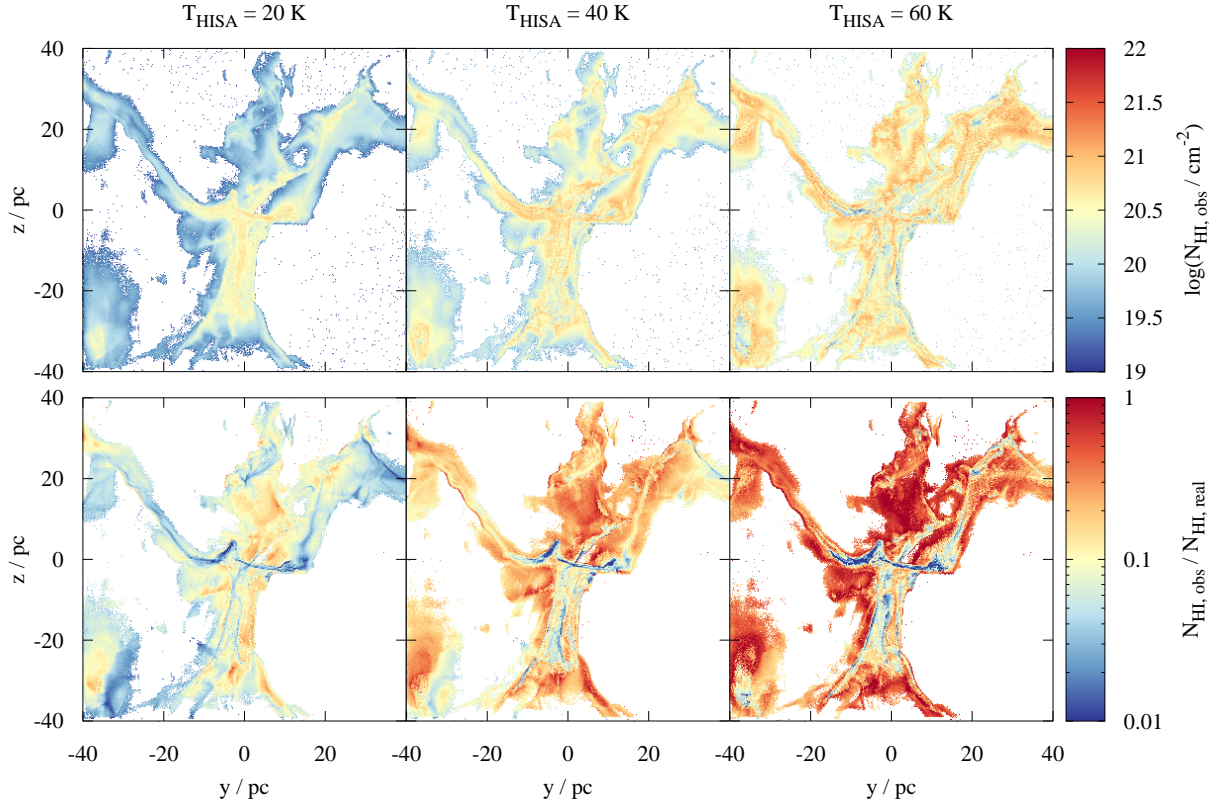 T_HISA = 20 K T_HISA = 40 K T_HISA = 60 K
40
20
0
-20
-40
z / pc
22
21.5
21
20.5
20
19.5
19
log(N_HI, obs / cm^-2)
40
20
0
-20
-40
z / pc
1
0.1
0.01
N_HI, obs / N_HI, real
-40 -20 0 20 -40 -20 0 20 -40 -20 0 20 40
y / pc y / pc y / pc